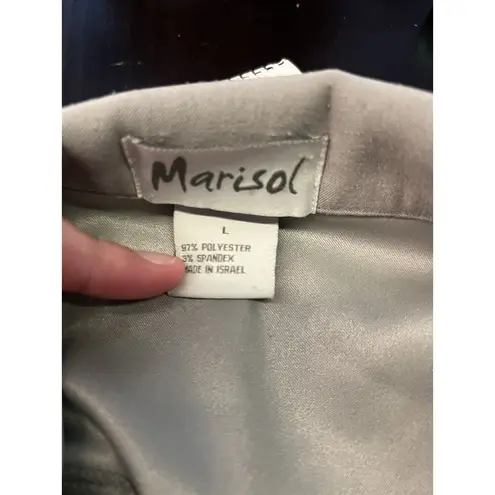 Marisol
L
97% POLYESTER
3% SPANDEX
MADE IN ISRAEL